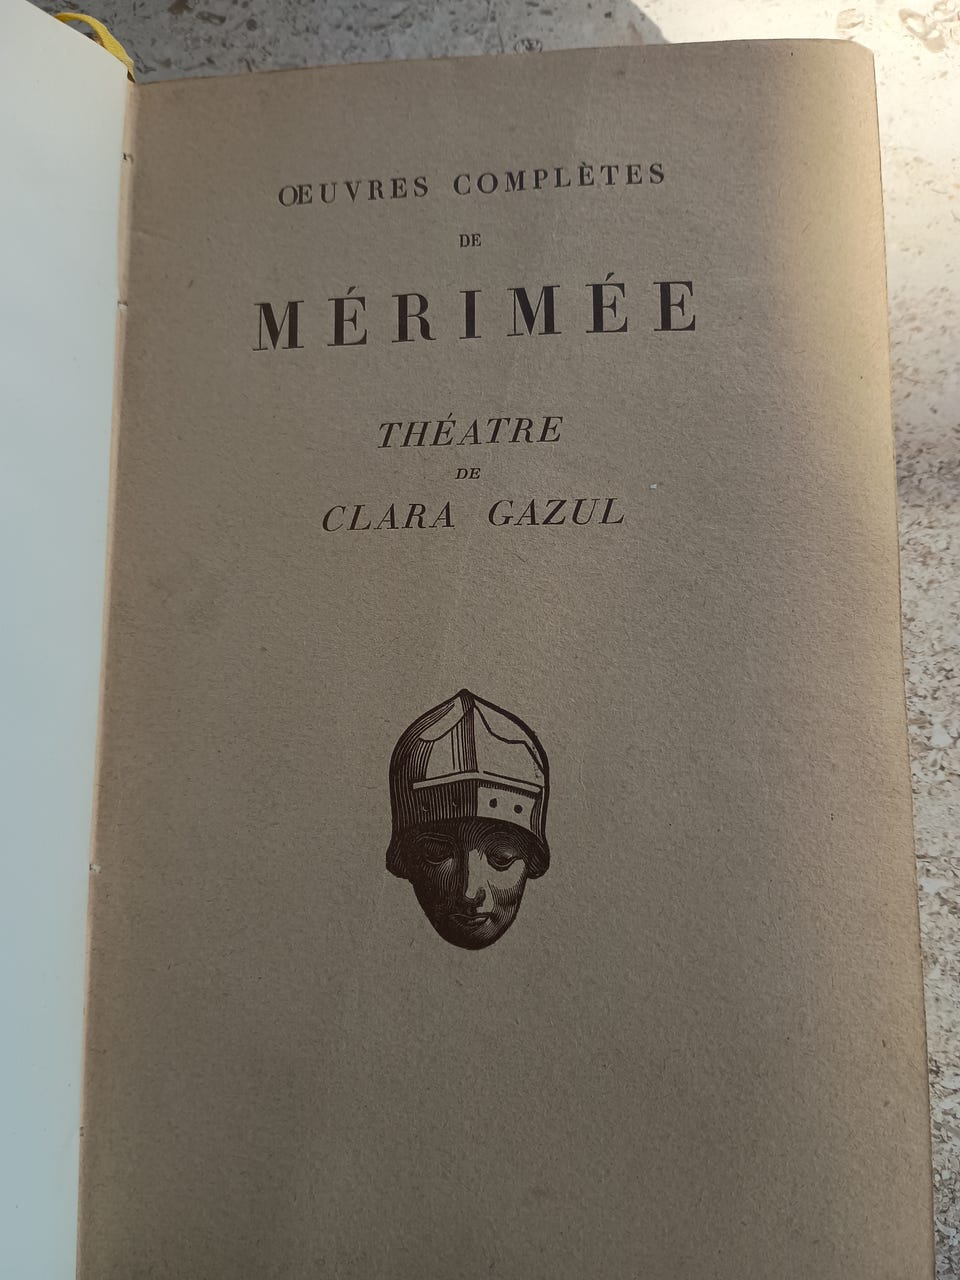 ŒUVRES COMPLÈTES
DE
MÉRIMÉE
THÉATRE
DE
CLARA GAZUL